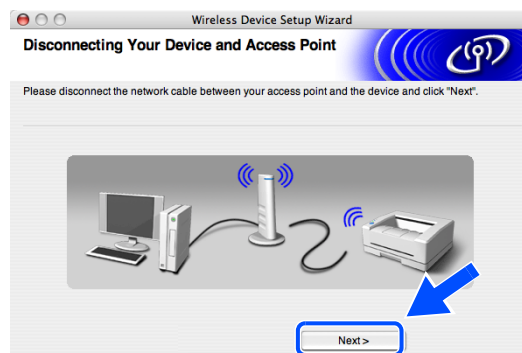 Wireless Device Setup Wizard
Disconnecting Your Device and Access Point
Please disconnect the network cable between your access point and the device and click "Next".
Next >